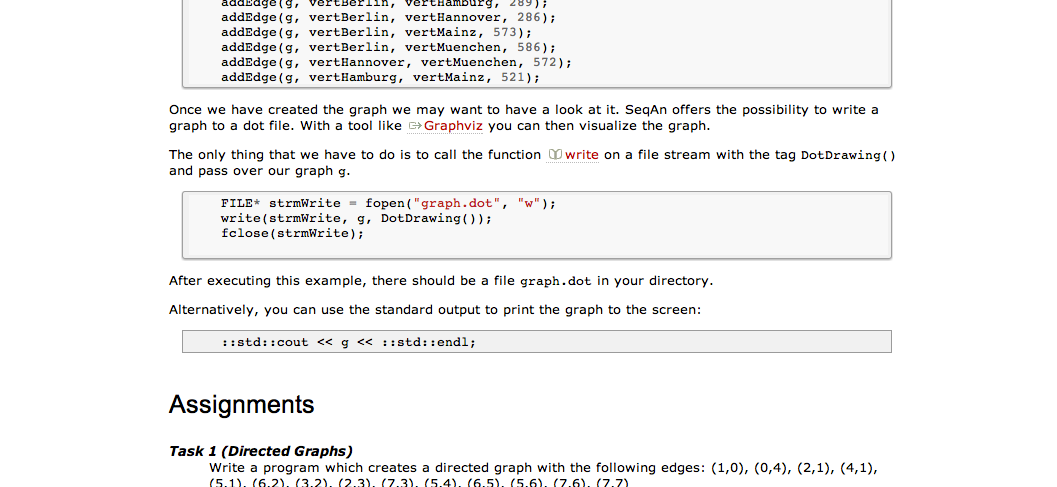 addEdge(g, vertBerlin, vertHamburg, 289);
addEdge(g, vertBerlin, vertHannover, 286);
addEdge(g, vertBerlin, vertMainz, 573);
addEdge(g, vertBerlin, vertMuenchen, 586);
addEdge(g, vertHannover, vertMuenchen, 572);
addEdge(g, vertHamburg, vertMainz, 521);
Once we have created the graph we may want to have a look at it. SeqAn offers the possibility to write a
graph to a dot file. With a tool like Graphviz you can then visualize the graph.
The only thing that we have to do is to call the function write on a file stream with the tag DotDrawing()
and pass over our graph g.
FILE* strmWrite = fopen("graph.dot", "w");
write(strmWrite, g, DotDrawing());
fclose(strmWrite);
After executing this example, there should be a file graph.dot in your directory.
Alternatively, you can use the standard output to print the graph to the screen:
::std::cout << g << ::std::endl;
Assignments
Task 1 (Directed Graphs)
Write a program which creates a directed graph with the following edges: (1,0), (0,4), (2,1), (4,1),
(5,1), (6,2), (3,2), (2,3), (7,3), (5,4), (6,5), (5,6), (7,6), (7,7)